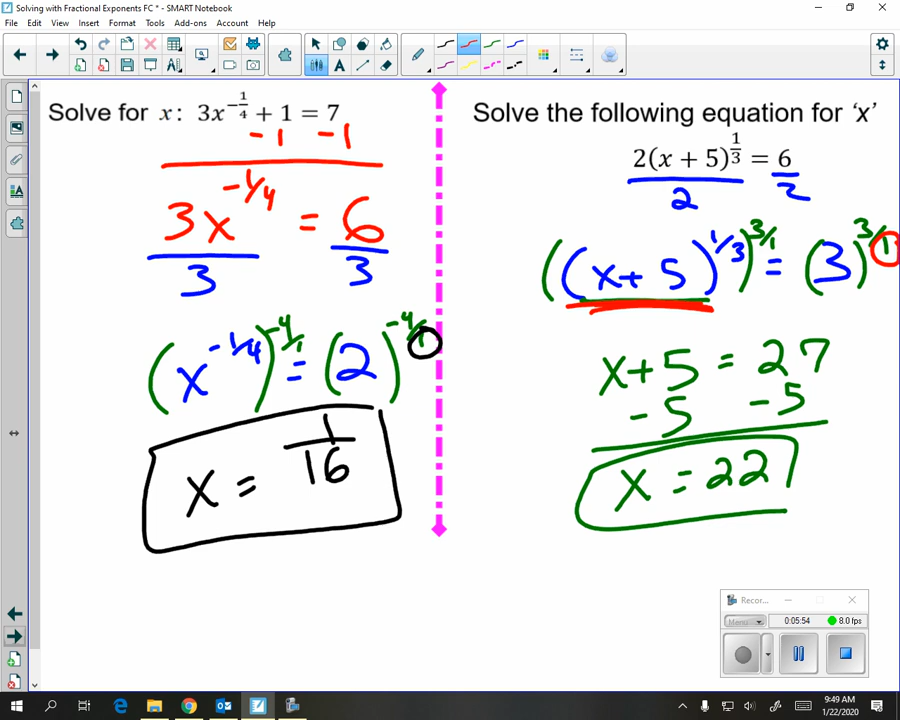 Solving with Fractional Exponents FC * - SMART Notebook
File Edit View Insert Format Tools Add-ons Account Help
Solve for x: 3x^{-1/4} + 1 = 7
-1 -1
3x^{-1/4} = 6
3 3
(x^{-1/4})^{-4/1} = (2)^{-4/1}
x = 1/16
Solve the following equation for ‘x’
2(x + 5)^{1/3} = 6
2 2
((x+5)^{1/3})^{3/1} = (3)^{3/1}
x+5 = 27
-5 -5
x = 22
Recor...
Menu 0:05:54 8.0 fps
9:49 AM
1/22/2020